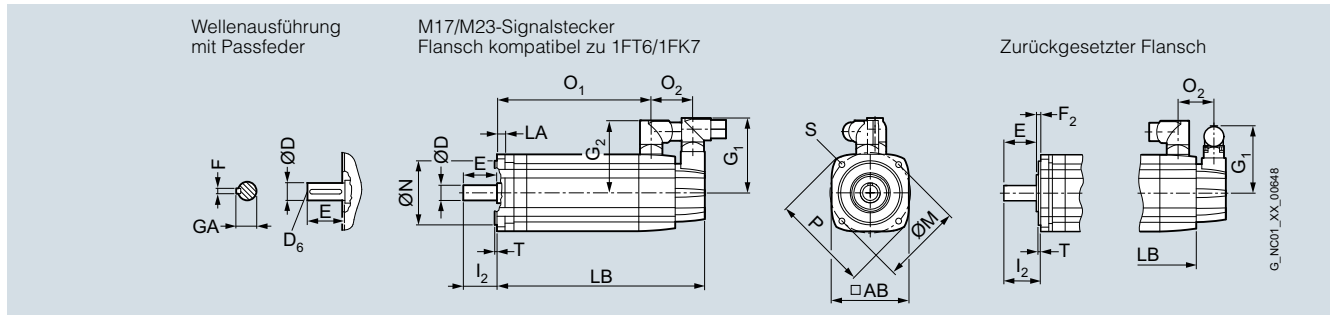 Wellenausführung
mit Passfeder
M17/M23-Signalstecker
Flansch kompatibel zu 1FT6/1FK7
Zurückgesetzter Flansch
F
ØD
GA
E
D6
O1
O2
LA
G2
G1
ØD
E
ØN
T
I2
LB
S
P
ØM
□AB
O2
F2
E
G1
T
I2
LB
G_NC01_XX_00648